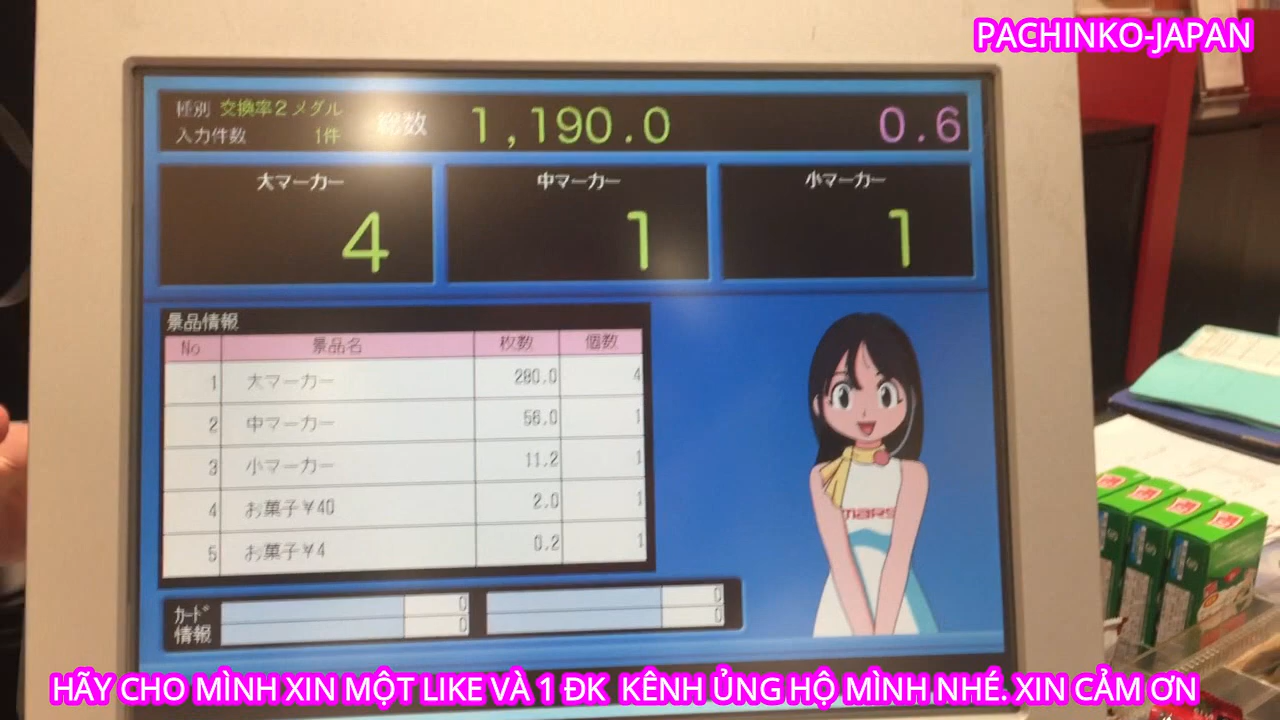 PACHINKO-JAPAN
種別 交換率2 メダル
入力件数 1件
総数 1,190.0 0.6
大マーカー 中マーカー 小マーカー
4 1 1
景品情報
No 景品名 枚数 個数
1 大マーカー 280.0 4
2 中マーカー 56.0 1
3 小マーカー 11.2 1
4 お菓子¥40 2.0 1
5 お菓子¥4 0.2 1
カード 0 0
情報 0 0
mars
HÃY CHO MÌNH XIN MỘT LIKE VÀ 1 ĐK KÊNH ỦNG HỘ MÌNH NHÉ. XIN CẢM ƠN